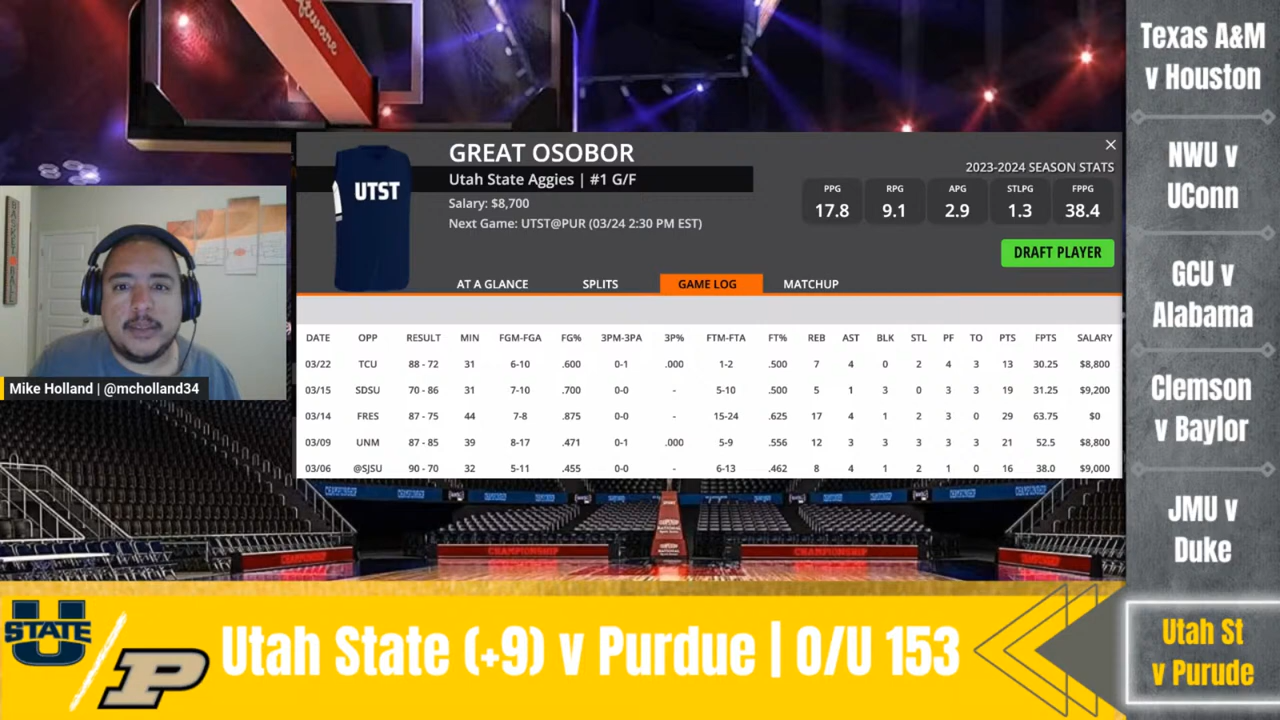 Texas A&M
v Houston
NWU v
UConn
GCU v
Alabama
Clemson
v Baylor
JMU v
Duke
Utah St
v Purude
GREAT OSOBOR
Utah State Aggies | #1 G/F
Salary: $8,700
Next Game: UTST@PUR (03/24 2:30 PM EST)
UTST
2023-2024 SEASON STATS
PPG RPG APG STLPG FPPG
17.8 9.1 2.9 1.3 38.4
DRAFT PLAYER
AT A GLANCE SPLITS GAME LOG MATCHUP
DATE OPP RESULT MIN FGM-FGA FG% 3PM-3PA 3P% FTM-FTA FT% REB AST BLK STL PF TO PTS FPTS SALARY
03/22 TCU 88 - 72 31 6-10 .600 0-1 .000 1-2 .500 7 4 0 2 4 3 13 30.25 $8,800
03/15 SDSU 70 - 86 31 7-10 .700 0-0 - 5-10 .500 5 1 3 0 3 3 19 31.25 $9,200
03/14 FRES 87 - 75 44 7-8 .875 0-0 - 15-24 .625 17 4 1 2 3 0 29 63.75 $0
03/09 UNM 87 - 85 39 8-17 .471 0-1 .000 5-9 .556 12 3 3 3 3 3 21 52.5 $8,800
03/06 @SJSU 90 - 70 32 5-11 .455 0-0 - 6-13 .462 8 4 1 2 1 0 16 38.0 $9,000
Mike Holland | @mcholland34
CHAMPIONSHIP
CHAMPIONSHIP
CHAMPIONSHIP
CHAMPIONSHIP
U
STATE
P
Utah State (+9) v Purdue | O/U 153